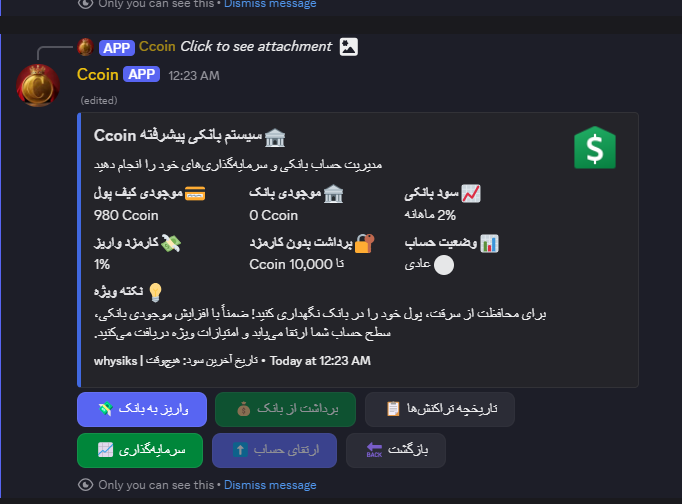 Only you can see this • Dismiss message
APP Ccoin Click to see attachment
Ccoin APP 12:23 AM
(edited)
سیستم بانکی پیشرفته Ccoin
مدیریت حساب بانکی و سرمایه‌گذاری‌های خود را انجام دهید
موجودی کیف پول
980 Ccoin
موجودی بانک
0 Ccoin
سود بانکی
2% ماهانه
کارمزد واریز
1%
برداشت بدون کارمزد
تا 10,000 Ccoin
وضعیت حساب
عادی
نکته ویژه
برای محافظت از سرقت، پول خود را در بانک نگهداری کنید! ضمناً با افزایش موجودی بانکی،
سطح حساب شما ارتقا می‌یابد و امتیازات ویژه دریافت می‌کنید.
whysiks | تاریخ آخرین سود: هیچوقت • Today at 12:23 AM
واریز به بانک
برداشت از بانک
تاریخچه تراکنش‌ها
سرمایه‌گذاری
ارتقای حساب
بازگشت
BACK
Only you can see this • Dismiss message